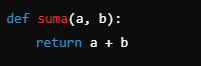 def suma(a, b):
    return a + b